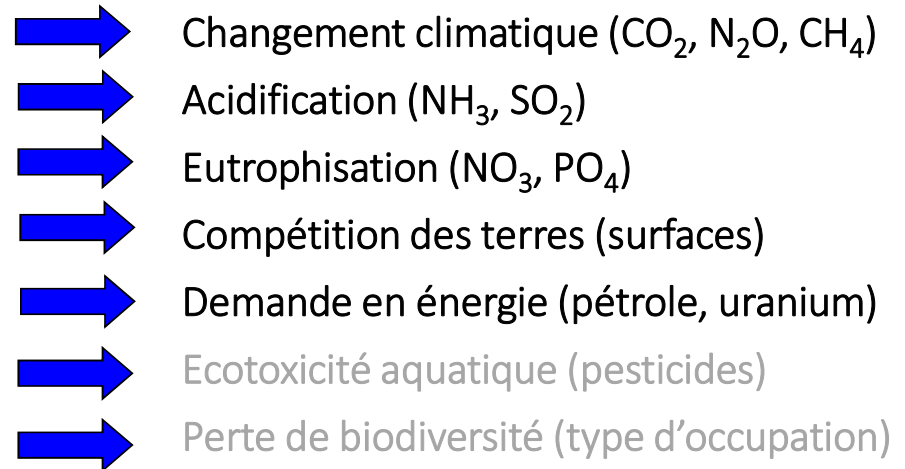 Changement climatique (CO₂, N₂O, CH₄)
Acidification (NH₃, SO₂)
Eutrophisation (NO₃, PO₄)
Compétition des terres (surfaces)
Demande en énergie (pétrole, uranium)
Ecotoxicité aquatique (pesticides)
Perte de biodiversité (type d’occupation)